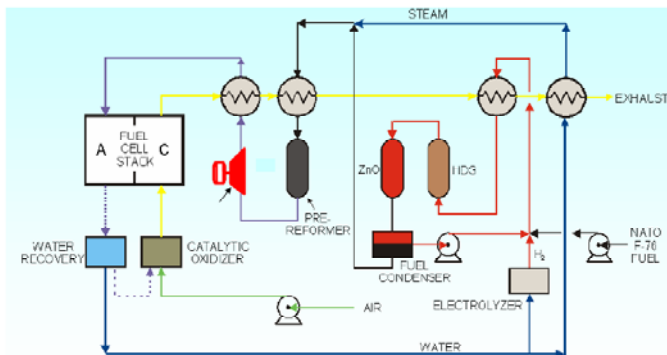 STEAM
EXHAUST
FUEL
CELL
STACK
A
C
ZnO
HDG
PRE-
REFORMER
WATER
RECOVERY
CATALYTIC
OXIDIZER
FUEL
CONDENSER
H2
NATO
F-76
FUEL
ELECTROLYZER
AIR
WATER